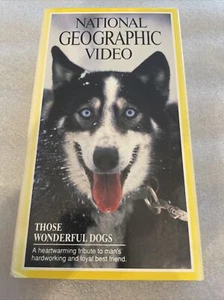 NATIONAL
GEOGRAPHIC
VIDEO
THOSE
WONDERFUL DOGS
A heartwarming tribute to man's
hardworking and loyal best friend.